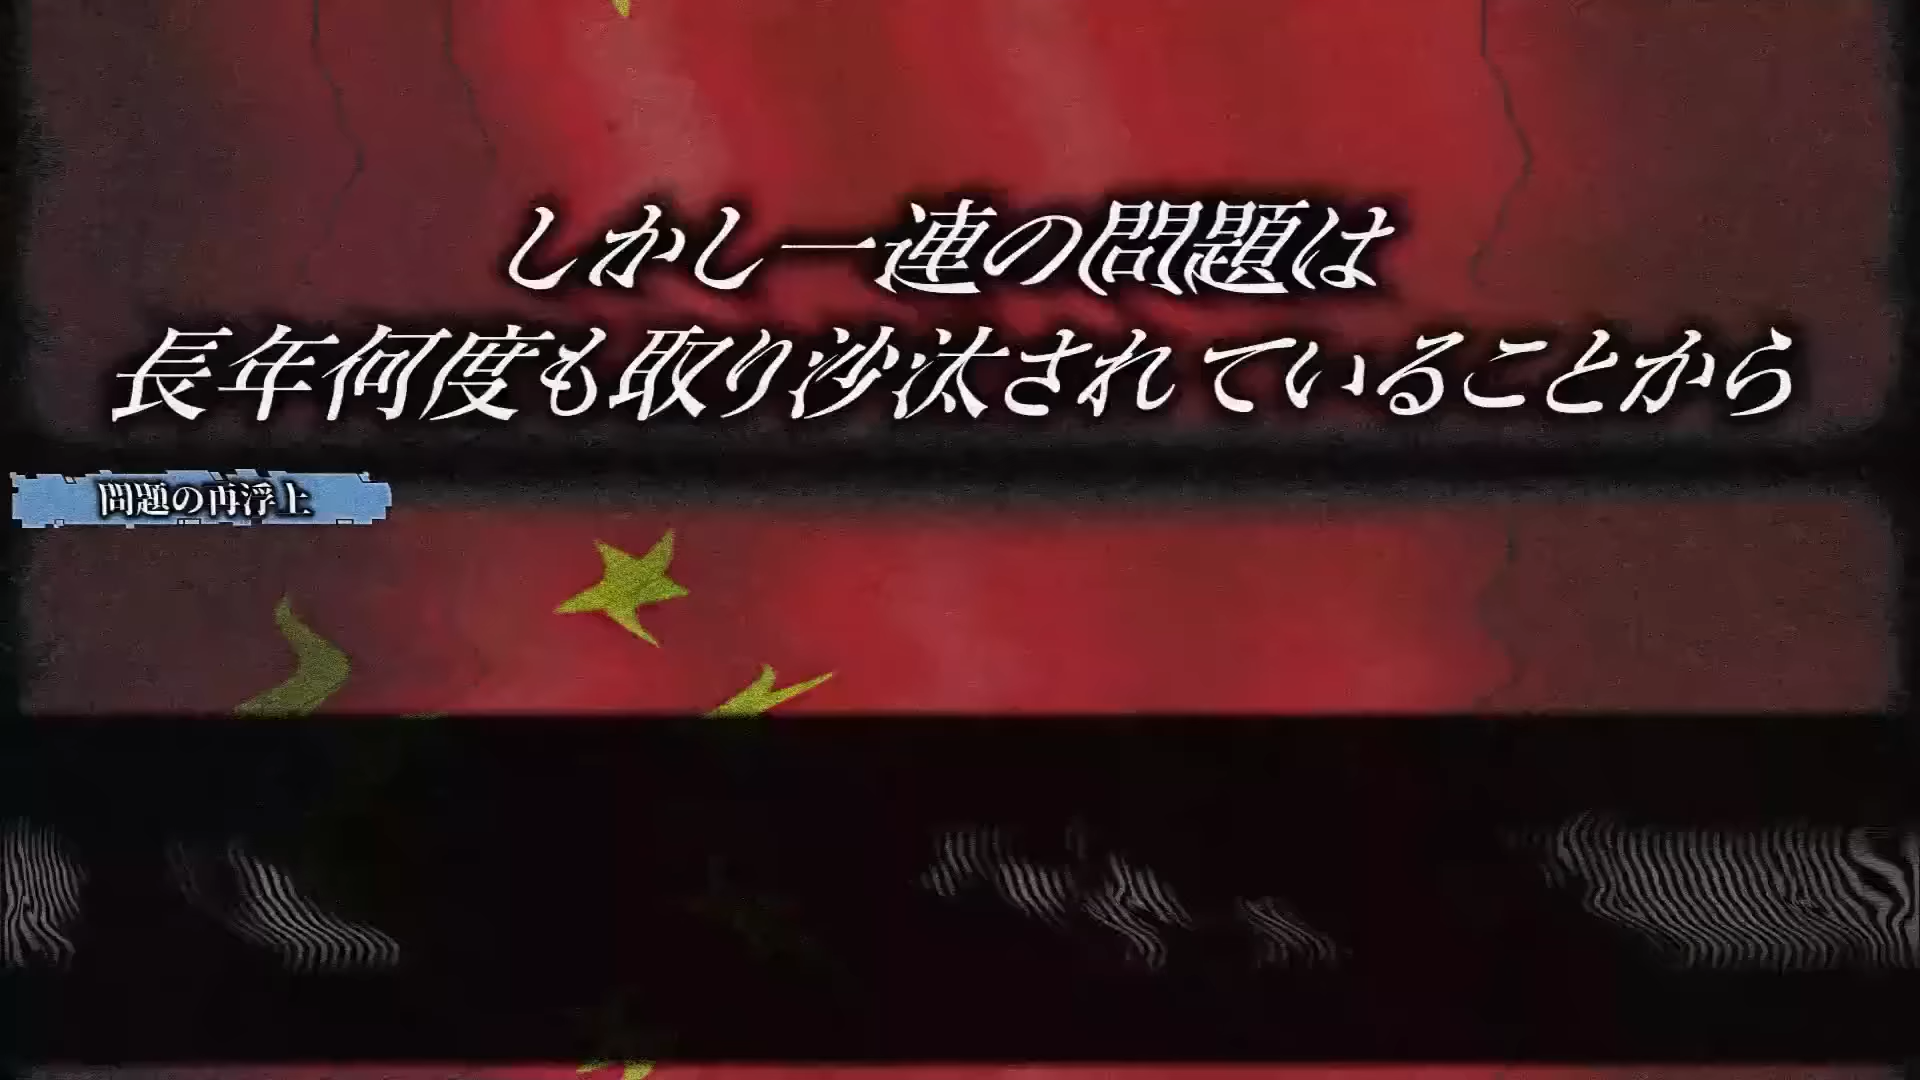 しかし一連の問題は
長年何度も取り沙汰されていることから
問題の再浮上